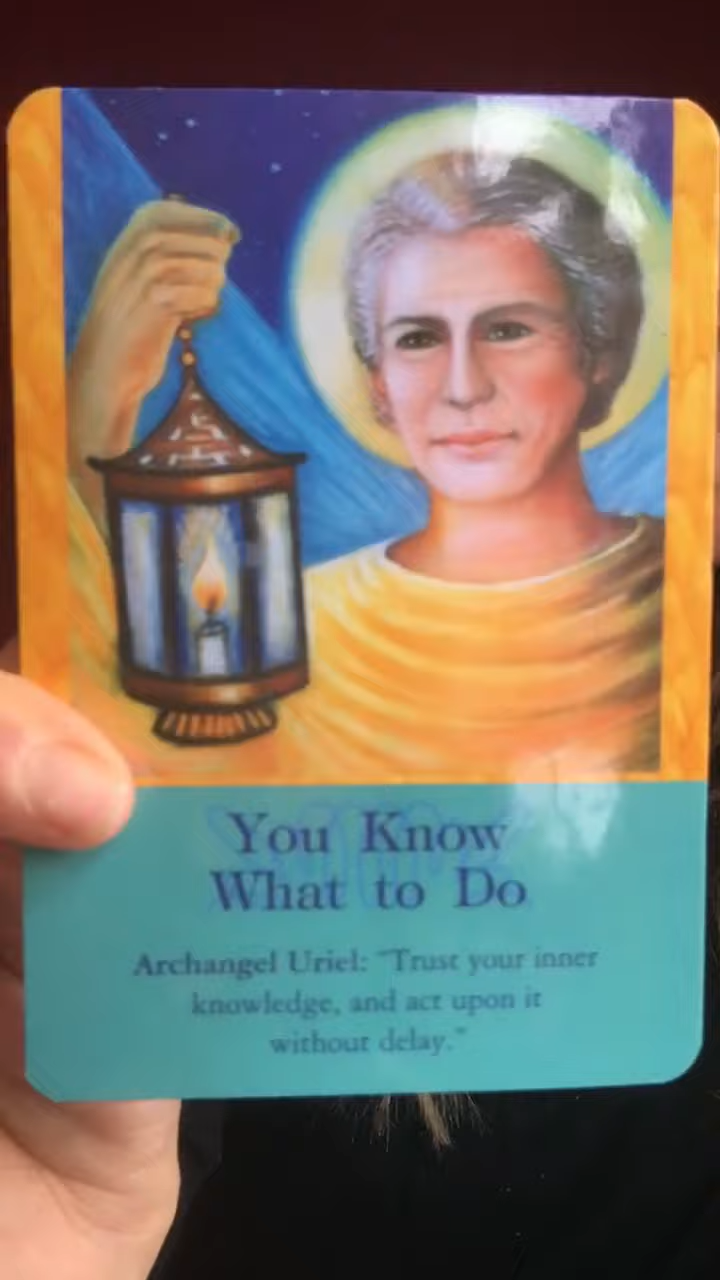 You Know
What to Do
Archangel Uriel: "Trust your inner
knowledge, and act upon it
without delay."